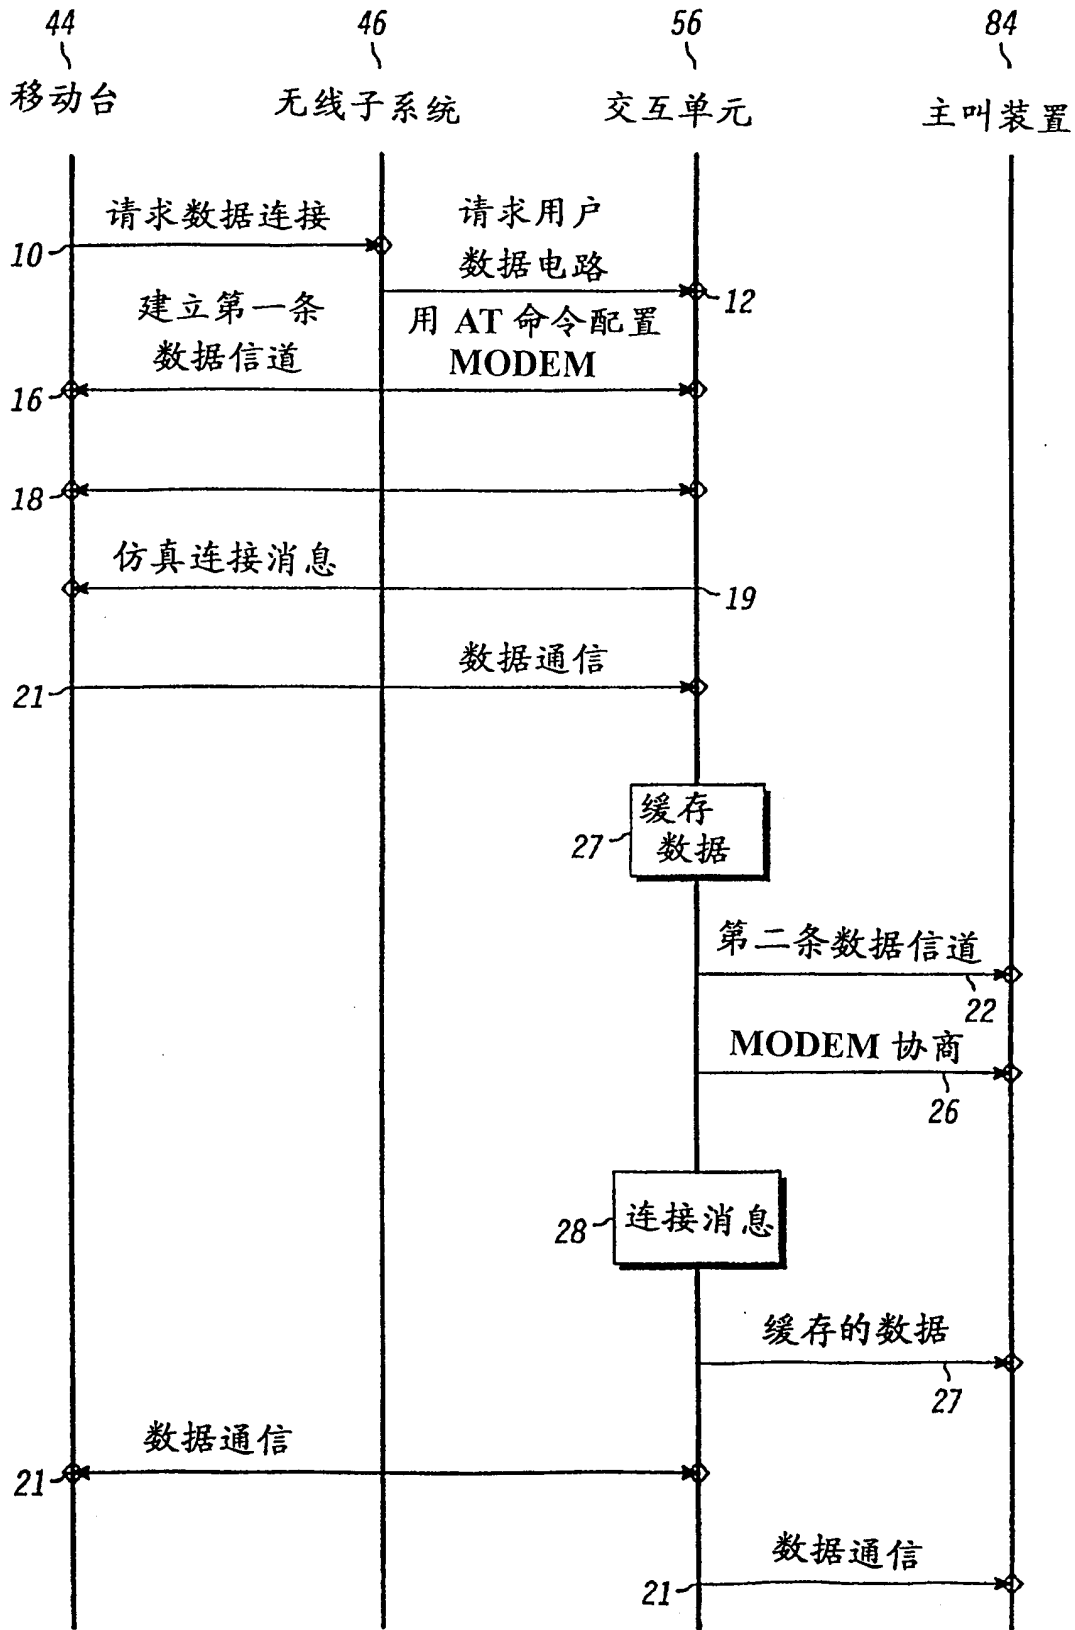 44 46 56 84
移动台 无线子系统 交互单元 主叫装置
请求数据连接
10
请求用户
数据电路
12
建立第一条
数据信道
用 AT 命令配置
MODEM
16
18
仿真连接消息
19
数据通信
21
缓存
数据
27
第二条数据信道
22
MODEM 协商
26
连接消息
28
缓存的数据
27
数据通信
21
数据通信
21